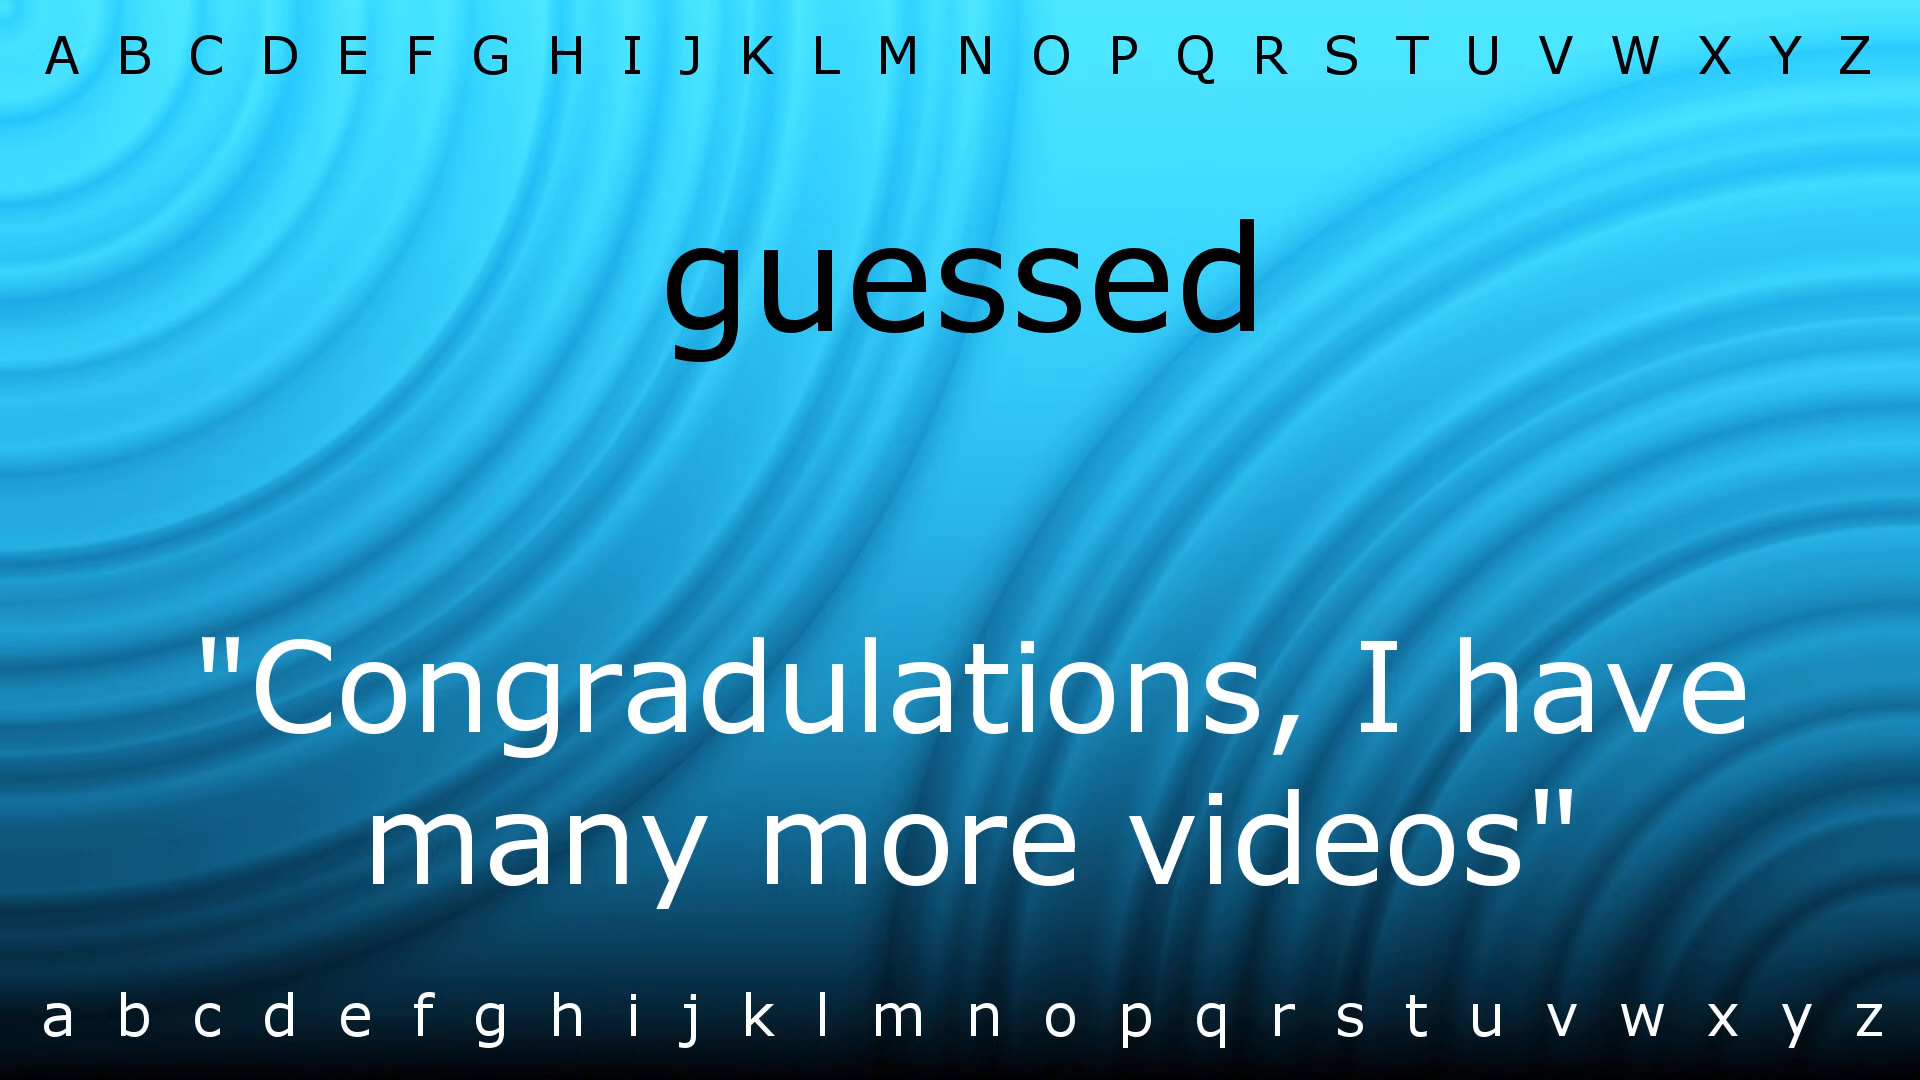 A B C D E F G H I J K L M N O P Q R S T U V W X Y Z
guessed
"Congradulations, I have
many more videos"
a b c d e f g h i j k l m n o p q r s t u v w x y z